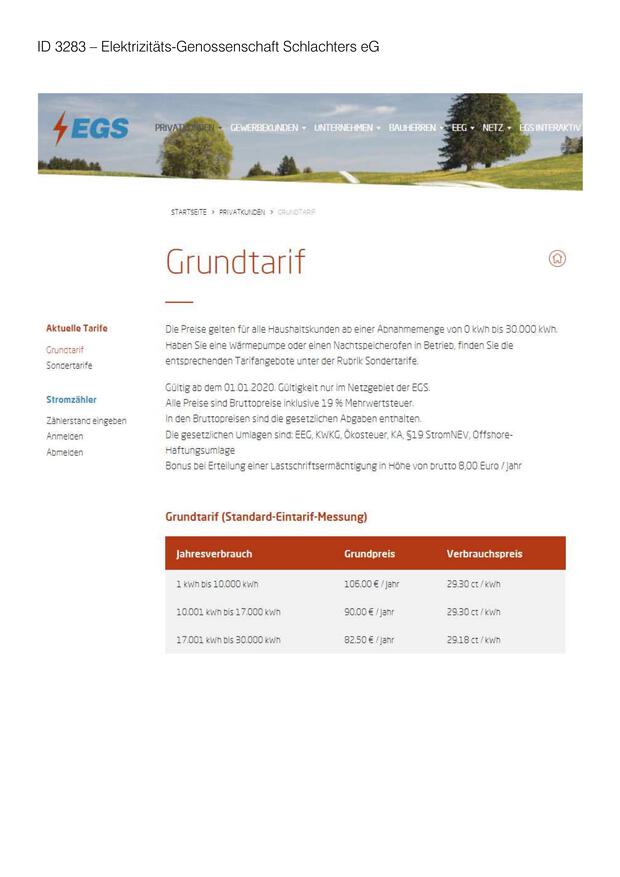 ID 3283 – Elektrizitäts-Genossenschaft Schlachters eG
EGS
PRIVATKUNDEN GEWERBEKUNDEN UNTERNEHMEN BAUHERREN EEG NETZ EGS INTERAKTIV
STARTSEITE > PRIVATKUNDEN > GRUNDTARIF
Grundtarif
Aktuelle Tarife
Grundtarif
Sondertarife
Stromzähler
Zählerstand eingeben
Anmelden
Abmelden
Die Preise gelten für alle Haushaltskunden ab einer Abnahmemenge von 0 kWh bis 30.000 kWh.
Haben Sie eine Wärmepumpe oder einen Nachtspeicherofen in Betrieb, finden Sie die
entsprechenden Tarifangebote unter der Rubrik Sondertarife.
Gültig ab dem 01.01.2020. Gültigkeit nur im Netzgebiet der EGS.
Alle Preise sind Bruttopreise inklusive 19 % Mehrwertsteuer.
In den Bruttopreisen sind die gesetzlichen Abgaben enthalten.
Die gesetzlichen Umlagen sind: EEG, KWKG, Ökosteuer, KA, §19 StromNEV, Offshore-
Haftungsumlage
Bonus bei Erteilung einer Lastschriftsermächtigung in Höhe von brutto 8,00 Euro / Jahr
Grundtarif (Standard-Eintarif-Messung)
Jahresverbrauch Grundpreis Verbrauchspreis
1 kWh bis 10.000 kWh 106,00 € / Jahr 29,30 ct / kWh
10.001 kWh bis 17.000 kWh 90,00 € / Jahr 29,30 ct / kWh
17.001 kWh bis 30.000 kWh 82,50 € / Jahr 29,18 ct / kWh